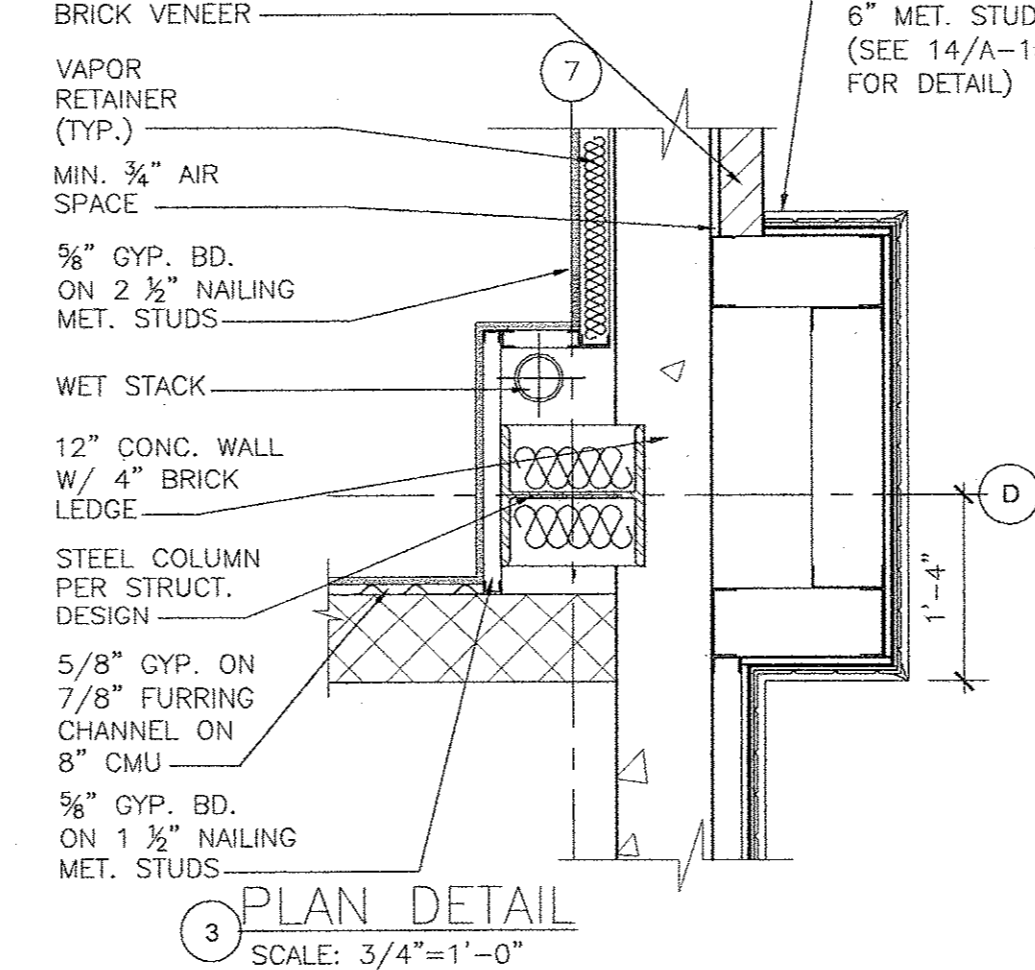 BRICK VENEER
VAPOR
RETAINER
(TYP.)
MIN. ¾" AIR
SPACE
⅝" GYP. BD.
ON 2 ½" NAILING
MET. STUDS
WET STACK
12" CONC. WALL
W/ 4" BRICK
LEDGE
STEEL COLUMN
PER STRUCT.
DESIGN
5/8" GYP. ON
7/8" FURRING
CHANNEL ON
8" CMU
⅝" GYP. BD.
ON 1 ½" NAILING
MET. STUDS
7
6" MET. STUD
(SEE 14/A-1
FOR DETAIL)
D
1'-4"
3
PLAN DETAIL
SCALE: 3/4"=1'-0"